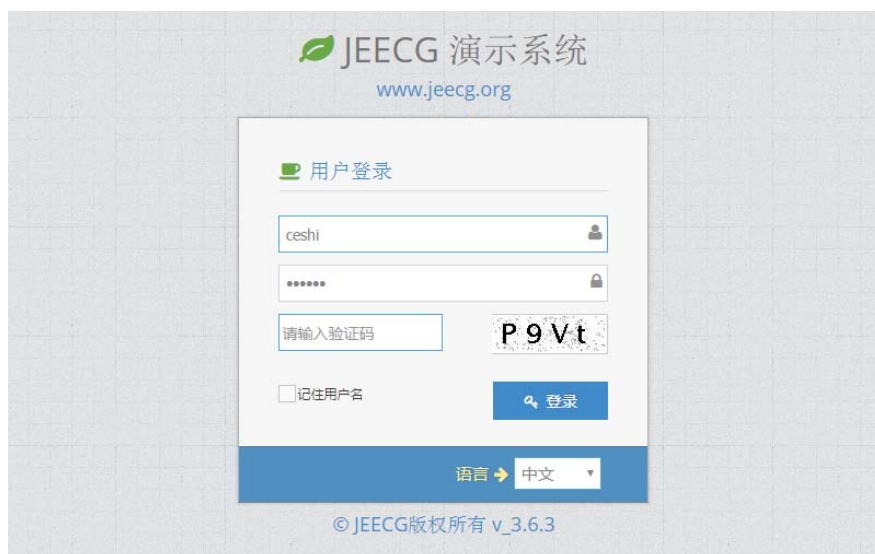 JEECG 演示系统
www.jeecg.org
用户登录
ceshi
••••••
请输入验证码
P9Vt
记住用户名
登录
语言
中文
© JEECG版权所有 v_3.6.3